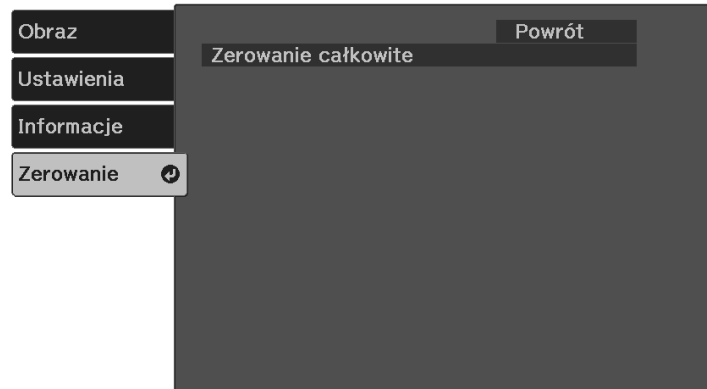 Obraz
Ustawienia
Informacje
Zerowanie
Powrót
Zerowanie całkowite